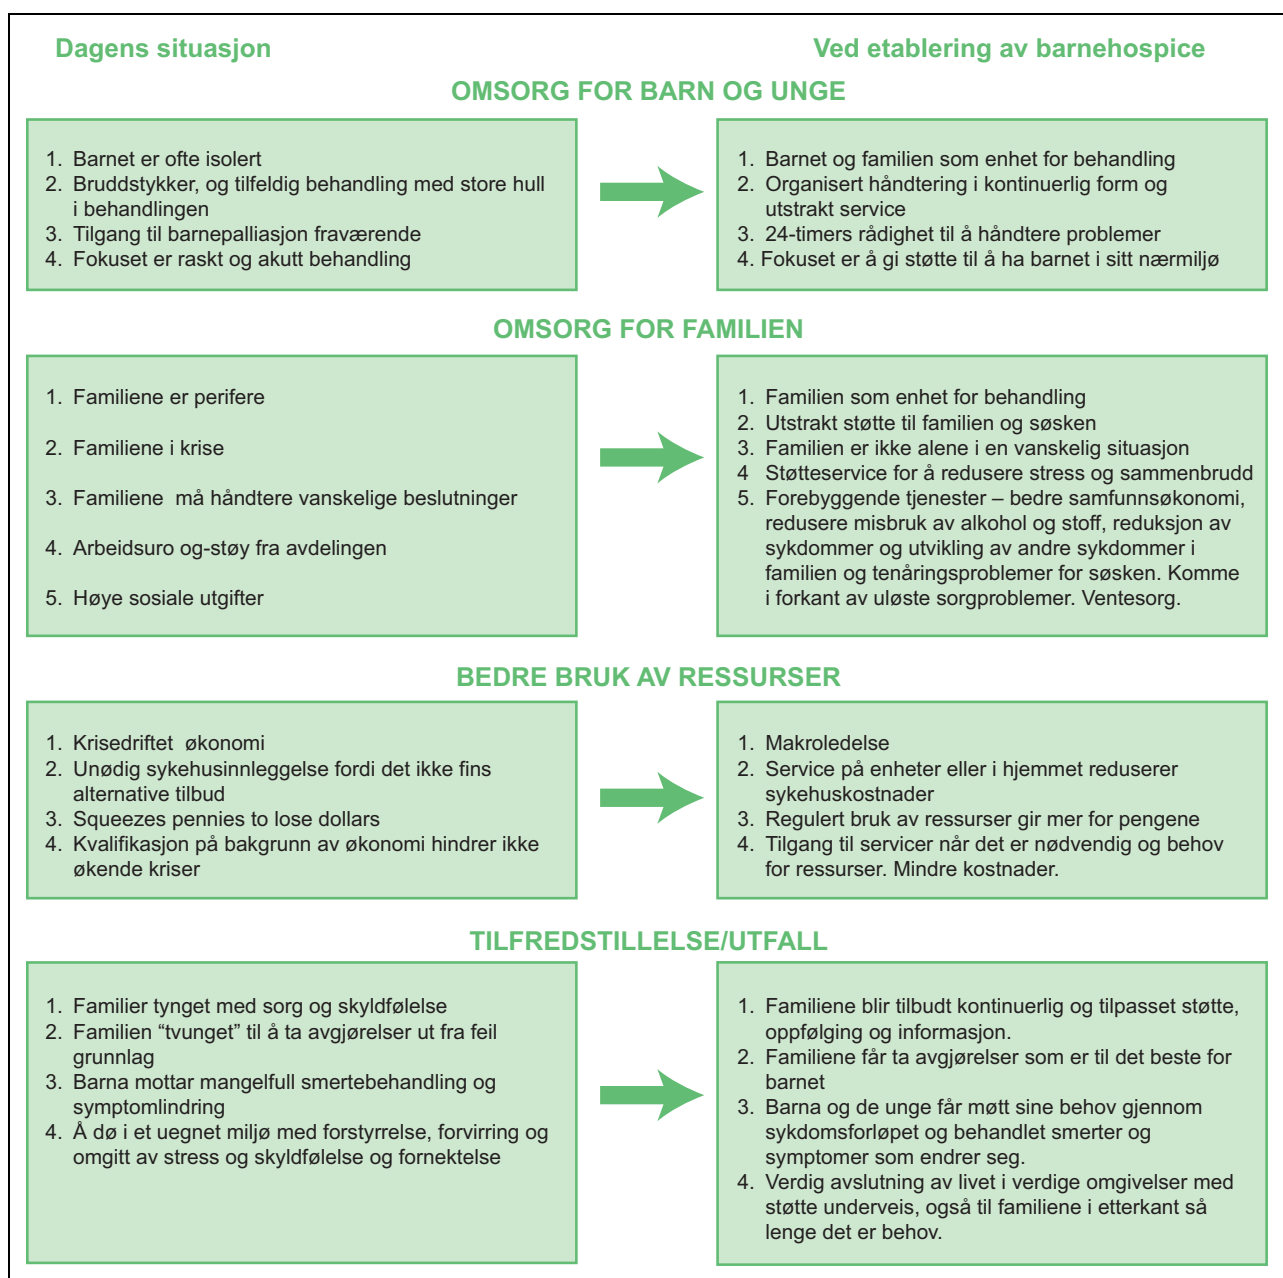 Dagens situasjon
Ved etablering av barnehospice
OMSORG FOR BARN OG UNGE
1. Barnet er ofte isolert
2. Bruddstykker, og tilfeldig behandling med store hull
i behandlingen
3. Tilgang til barnepalliasjon fraværende
4. Fokuset er raskt og akutt behandling
1. Barnet og familien som enhet for behandling
2. Organisert håndtering i kontinuerlig form og
utstrakt service
3. 24-timers rådighet til å håndtere problemer
4. Fokuset er å gi støtte til å ha barnet i sitt nærmiljø
OMSORG FOR FAMILIEN
1. Familiene er perifere
2. Familiene i krise
3. Familiene må håndtere vanskelige beslutninger
4. Arbeidsuro og-støy fra avdelingen
5. Høye sosiale utgifter
1. Familien som enhet for behandling
2. Utstrakt støtte til familien og søsken
3. Familien er ikke alene i en vanskelig situasjon
4 Støtteservice for å redusere stress og sammenbrudd
5. Forebyggende tjenester – bedre samfunnsøkonomi,
redusere misbruk av alkohol og stoff, reduksjon av
sykdommer og utvikling av andre sykdommer i
familien og tenåringsproblemer for søsken. Komme
i forkant av uløste sorgproblemer. Ventesorg.
BEDRE BRUK AV RESSURSER
1. Krisedriftet økonomi
2. Unødig sykehusinnleggelse fordi det ikke fins
alternative tilbud
3. Squeezes pennies to lose dollars
4. Kvalifikasjon på bakgrunn av økonomi hindrer ikke
økende kriser
1. Makroledelse
2. Service på enheter eller i hjemmet reduserer
sykehuskostnader
3. Regulert bruk av ressurser gir mer for pengene
4. Tilgang til servicer når det er nødvendig og behov
for ressurser. Mindre kostnader.
TILFREDSTILLELSE/UTFALL
1. Familier tynget med sorg og skyldfølelse
2. Familien “tvunget” til å ta avgjørelser ut fra feil
grunnlag
3. Barna mottar mangelfull smertebehandling og
symptomlindring
4. Å dø i et uegnet miljø med forstyrrelse, forvirring og
omgitt av stress og skyldfølelse og fornektelse
1. Familiene blir tilbudt kontinuerlig og tilpasset støtte,
oppfølging og informasjon.
2. Familiene får ta avgjørelser som er til det beste for
barnet
3. Barna og de unge får møtt sine behov gjennom
sykdomsforløpet og behandlet smerter og
symptomer som endrer seg.
4. Verdig avslutning av livet i verdige omgivelser med
støtte underveis, også til familiene i etterkant så
lenge det er behov.